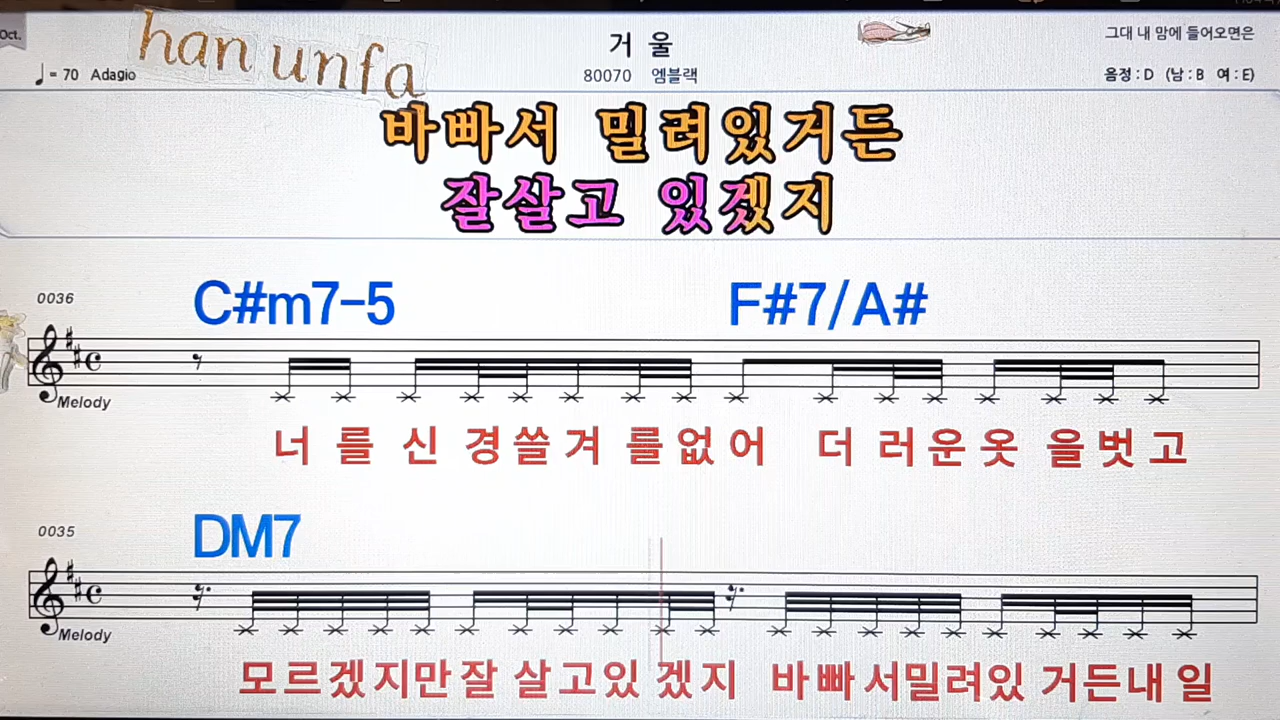 Oct.
han unfa
거 울
그대 내 맘에 들어오면은
♩= 70 Adagio
80070 엠블랙
음정 : D (남 : B 여 : E)
바빠서 밀려있거든
잘살고 있겠지
0036
C#m7-5 F#7/A#
Melody
너 를 신 경쓸겨 를없어 더 러운옷 을벗고
0035
DM7
Melody
모르겠지만잘 살고있 겠지 바빠서밀려있 거든내 일